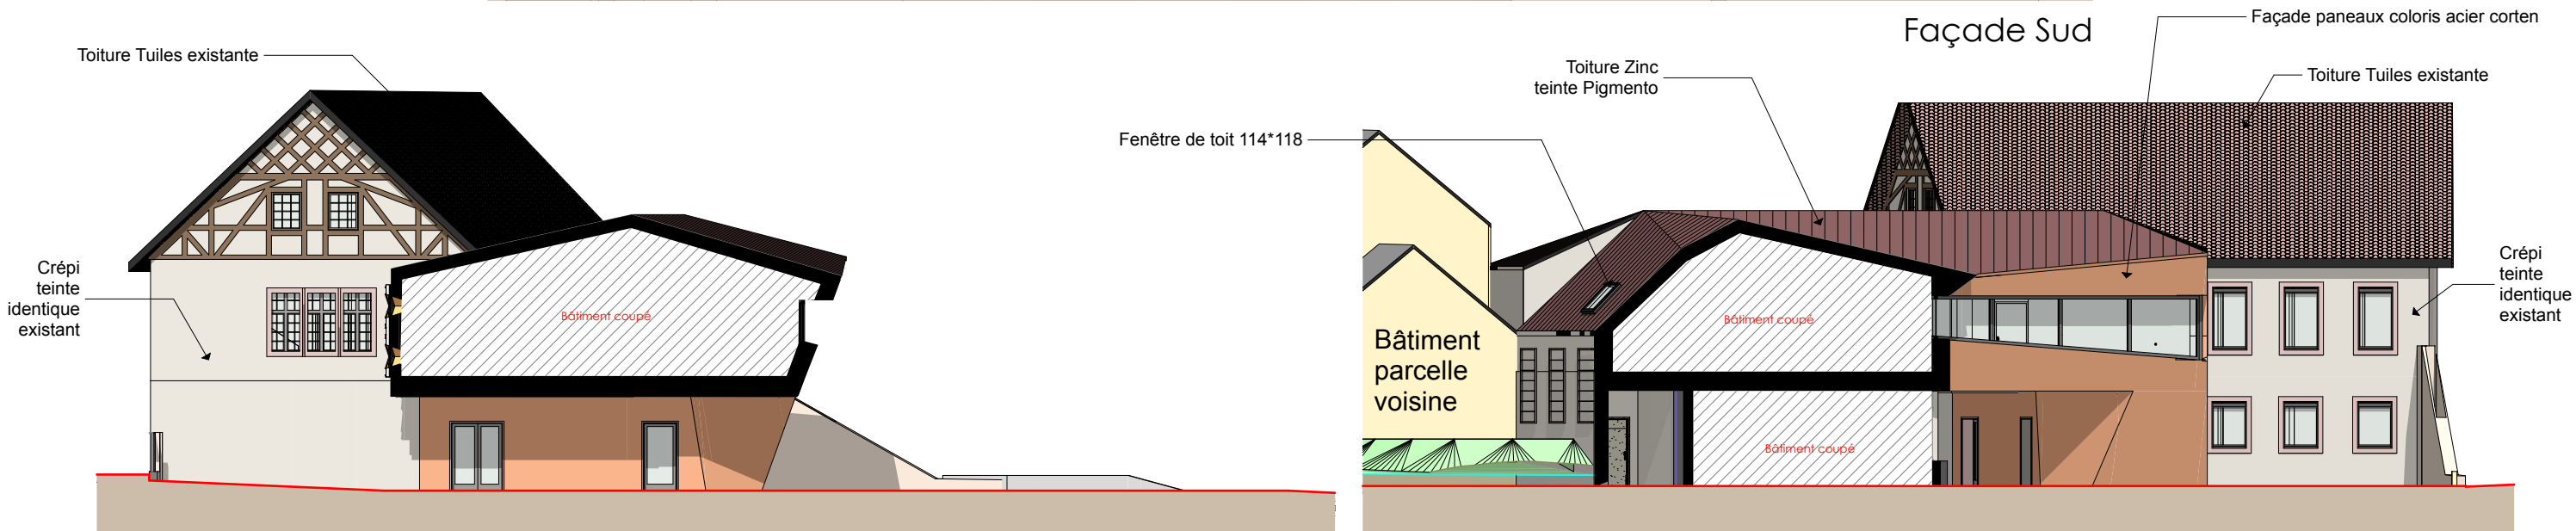 Façade Sud
Façade paneaux coloris acier corten
Toiture Tuiles existante
Toiture Zinc
teinte Pigmento
Toiture Tuiles existante
Fenêtre de toit 114*118
Crépi
teinte
identique
existant
Bâtiment coupé
Bâtiment
parcelle
voisine
Bâtiment coupé
Bâtiment coupé
Crépi
teinte
identique
existant